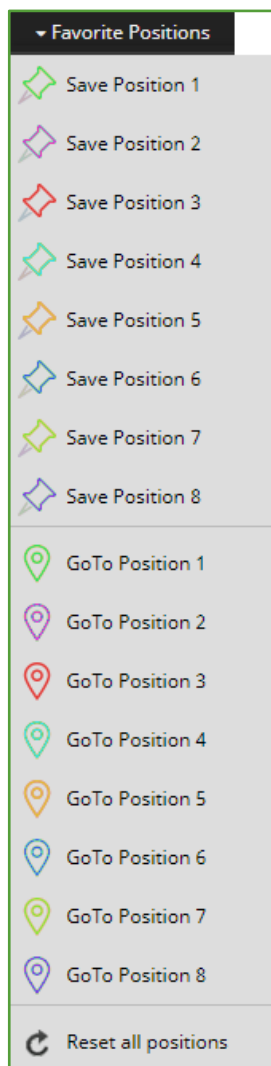 Favorite Positions
Save Position 1
Save Position 2
Save Position 3
Save Position 4
Save Position 5
Save Position 6
Save Position 7
Save Position 8
GoTo Position 1
GoTo Position 2
GoTo Position 3
GoTo Position 4
GoTo Position 5
GoTo Position 6
GoTo Position 7
GoTo Position 8
Reset all positions